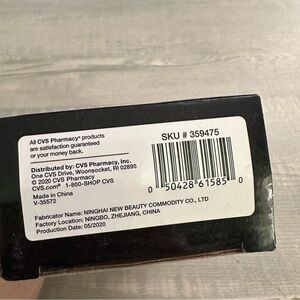 All CVS Pharmacy® products
are satisfaction guaranteed
or your money back.
Distributed by: CVS Pharmacy, Inc.
One CVS Drive, Woonsocket, RI 02895
© 2020 CVS Pharmacy
CVS.com® 1-800-SHOP CVS
Made in China
V-35572
SKU # 359475
0 50428 61585 0
Fabricator Name: NINGHAI NEW BEAUTY COMMODITY CO., LTD
Factory Location: NINGBO, ZHEJIANG, CHINA
Production Date: 05/2020